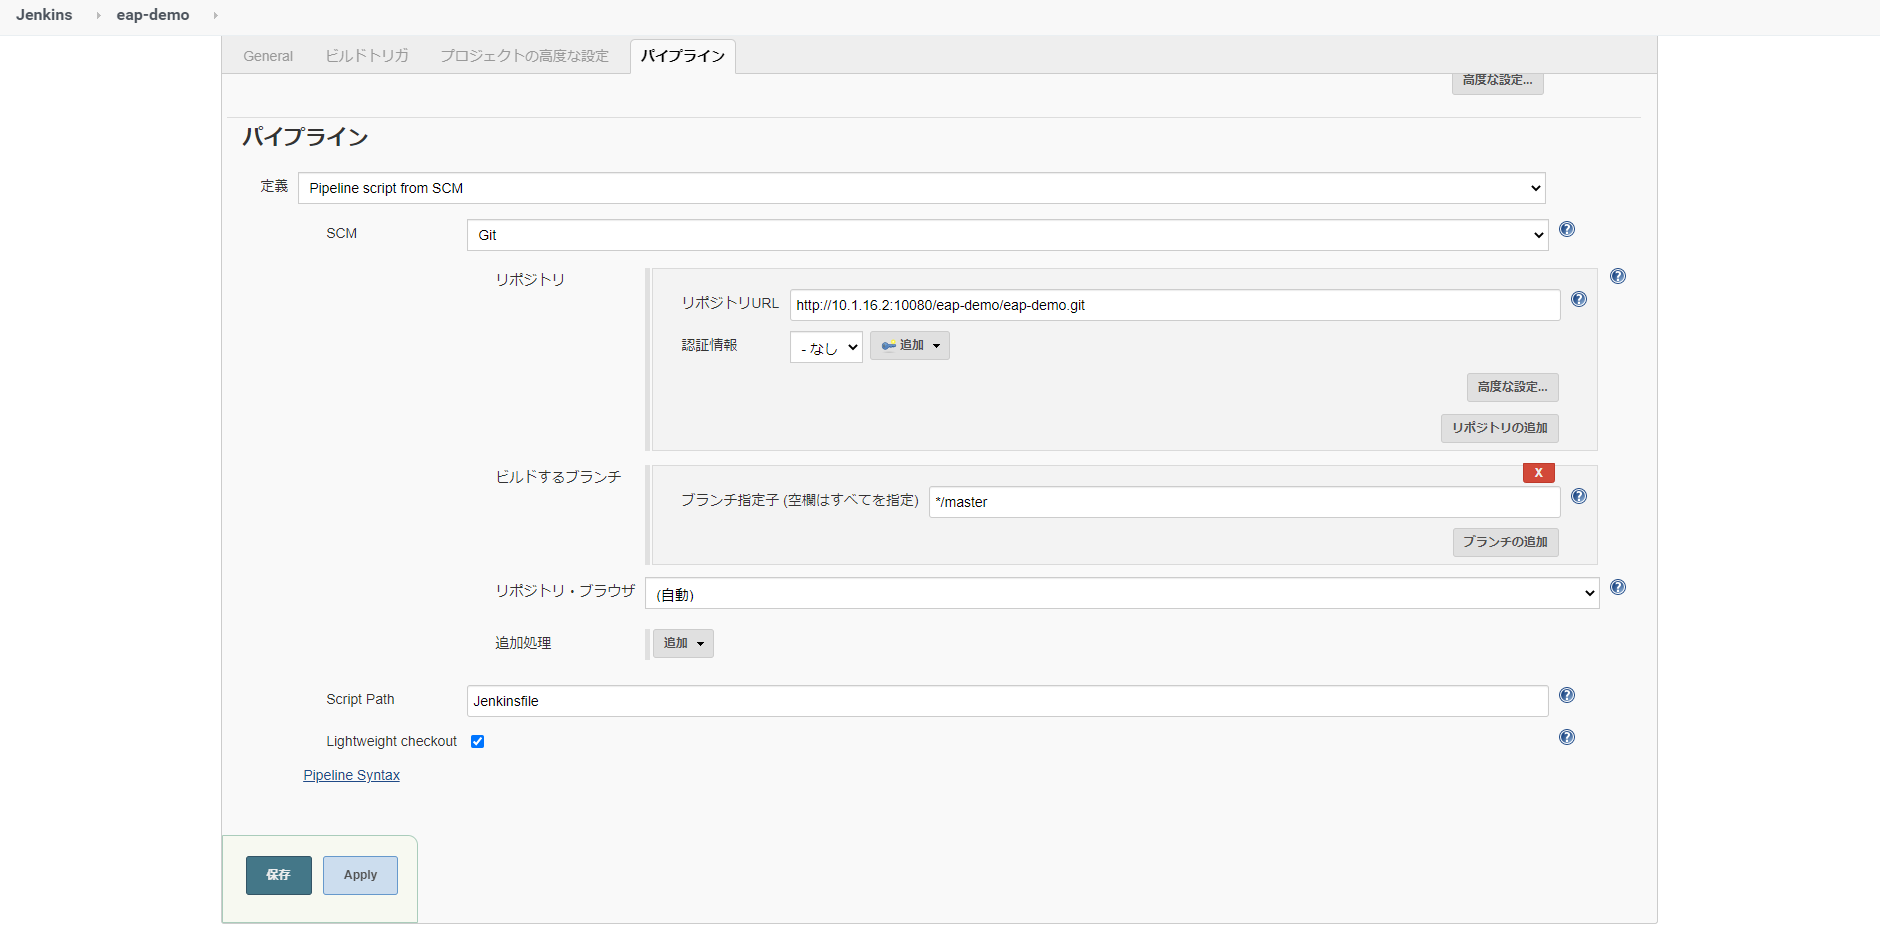 Jenkins eap-demo
General ビルドトリガ プロジェクトの高度な設定 パイプライン
高度な設定...
パイプライン
定義 Pipeline script from SCM
SCM Git
リポジトリ
リポジトリURL http://10.1.16.2:10080/eap-demo/eap-demo.git
認証情報 - なし 追加
高度な設定...
リポジトリの追加
ビルドするブランチ X
ブランチ指定子 (空欄はすべてを指定) */master
ブランチの追加
リポジトリ・ブラウザ (自動)
追加処理 追加
Script Path Jenkinsfile
Lightweight checkout
Pipeline Syntax
保存 Apply